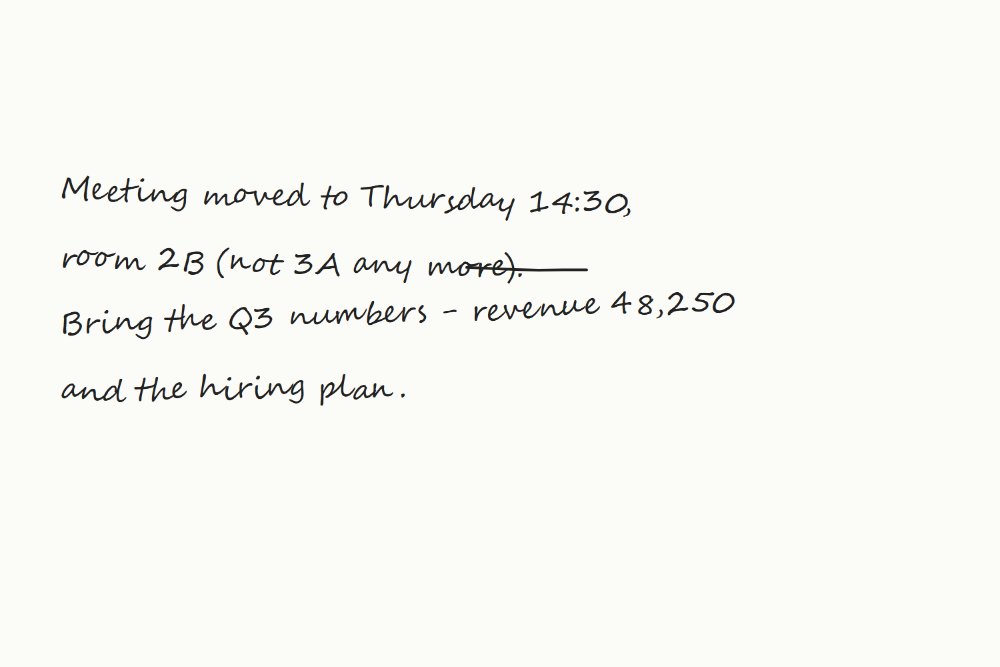 Meeting moved to Thursday 14:30,
room 2B (not 3A any more).
Bring the Q3 numbers - revenue 48,250
and the hiring plan.